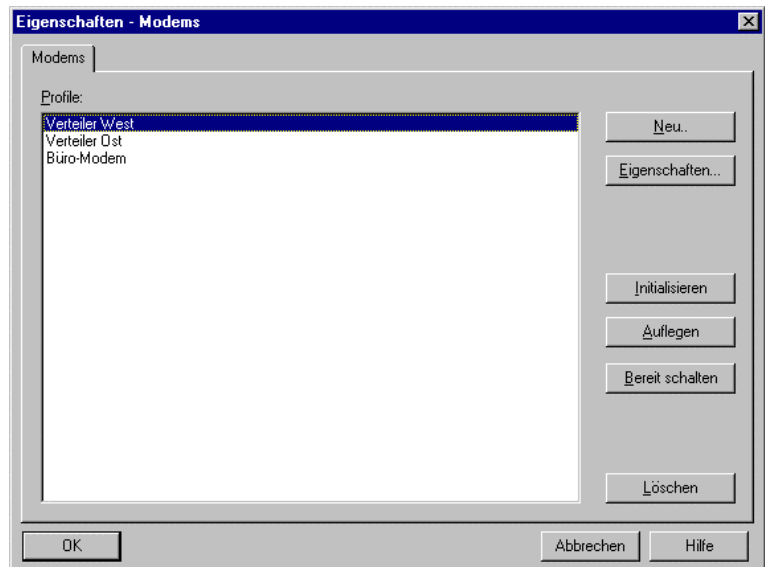 Eigenschaften - Modems
Modems
Profile:
Verteiler West
Verteiler Ost
Büro-Modem
Neu..
Eigenschaften...
Initialisieren
Auflegen
Bereit schalten
Löschen
OK
Abbrechen
Hilfe